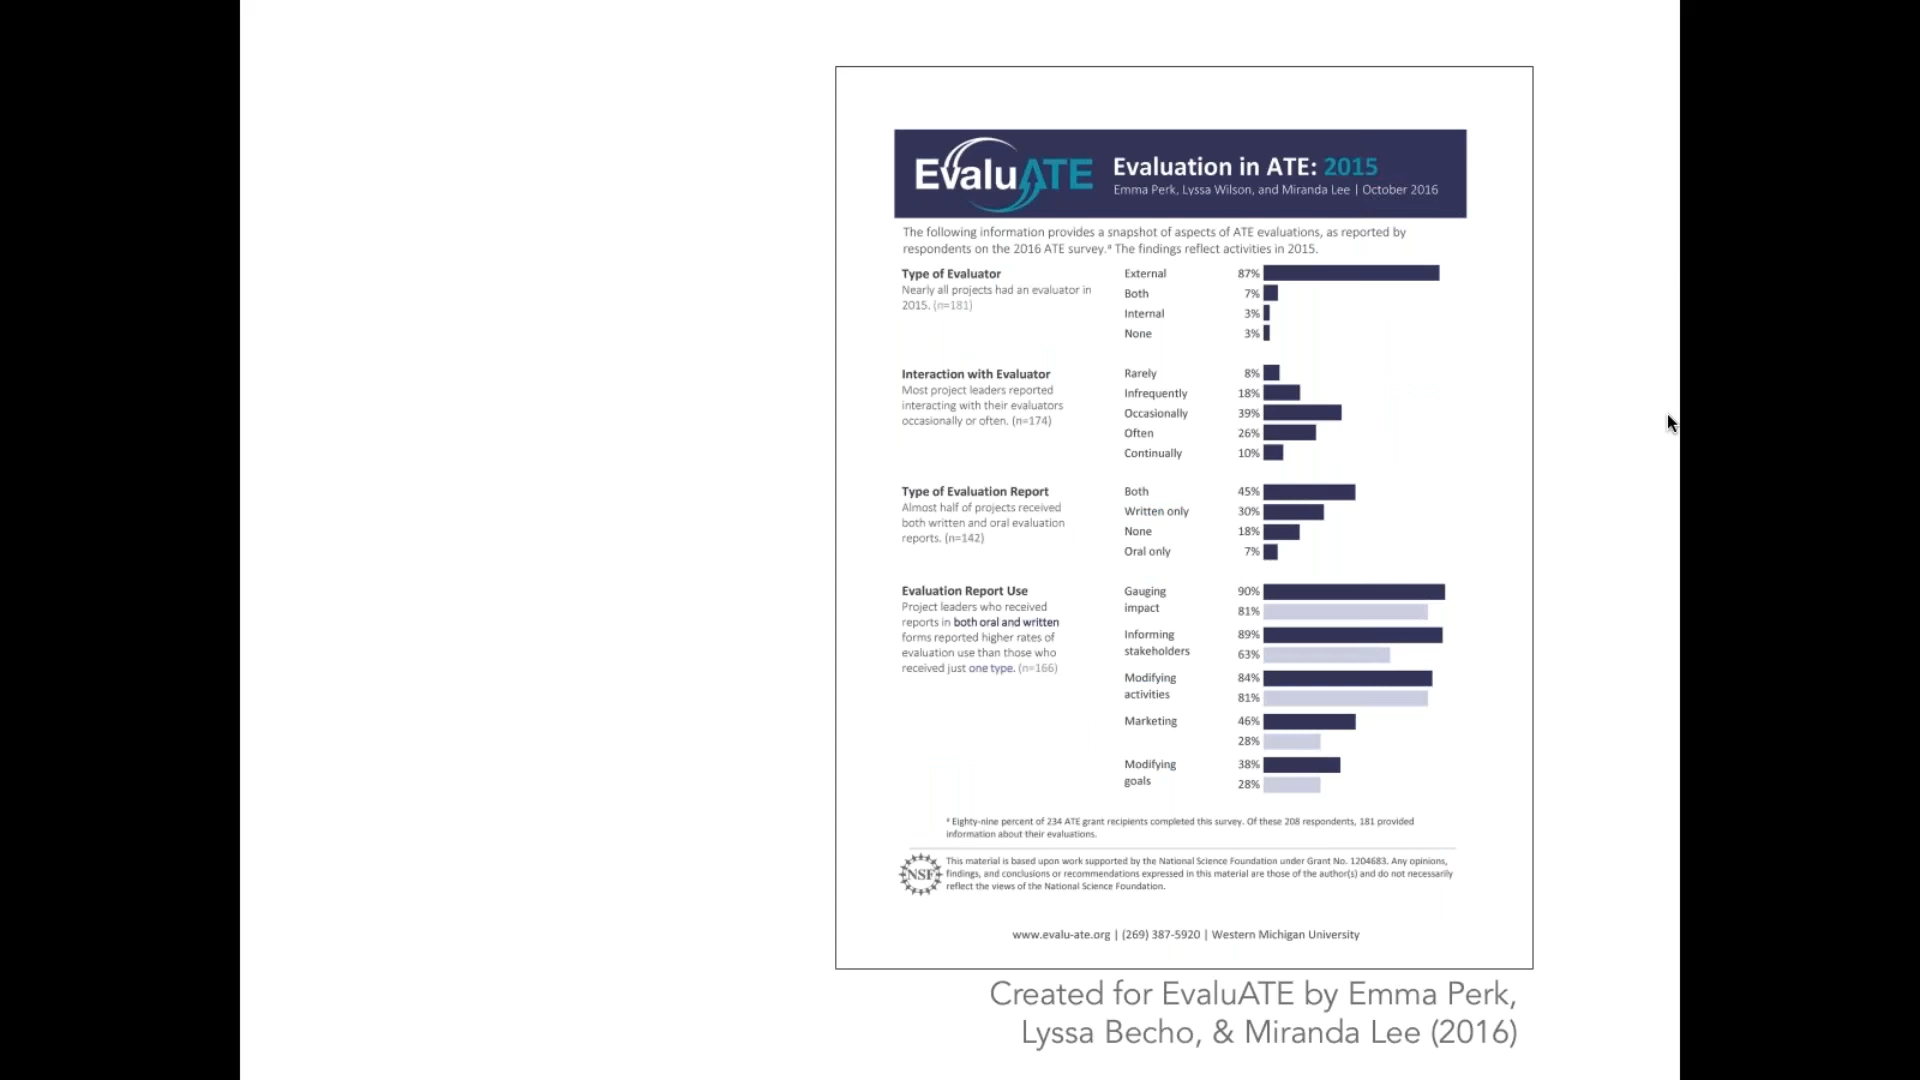 EvaluATE
Evaluation in ATE: 2015
Emma Perk, Lyssa Wilson, and Miranda Lee | October 2016
The following information provides a snapshot of aspects of ATE evaluations, as reported by
respondents on the 2016 ATE survey.ª The findings reflect activities in 2015.
Type of Evaluator
Nearly all projects had an evaluator in
2015. (n=181)
External 87%
Both 7%
Internal 3%
None 3%
Interaction with Evaluator
Most project leaders reported
interacting with their evaluators
occasionally or often. (n=174)
Rarely 8%
Infrequently 18%
Occasionally 39%
Often 26%
Continually 10%
Type of Evaluation Report
Almost half of projects received
both written and oral evaluation
reports. (n=142)
Both 45%
Written only 30%
None 18%
Oral only 7%
Evaluation Report Use
Project leaders who received
reports in both oral and written
forms reported higher rates of
evaluation use than those who
received just one type. (n=166)
Gauging 90%
impact 81%
Informing 89%
stakeholders 63%
Modifying 84%
activities 81%
Marketing 46%
28%
Modifying 38%
goals 28%
ª Eighty-nine percent of 234 ATE grant recipients completed this survey. Of these 208 respondents, 181 provided
information about their evaluations.
NSF
This material is based upon work supported by the National Science Foundation under Grant No. 1204683. Any opinions,
findings, and conclusions or recommendations expressed in this material are those of the author(s) and do not necessarily
reflect the views of the National Science Foundation.
www.evalu-ate.org | (269) 387-5920 | Western Michigan University
Created for EvaluATE by Emma Perk,
Lyssa Becho, & Miranda Lee (2016)